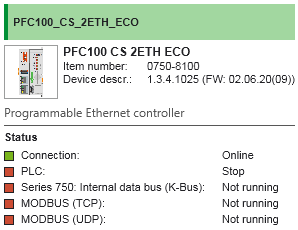 PFC100_CS_2ETH_ECO
PFC100 CS 2ETH ECO
Item number: 0750-8100
Device descr.: 1.3.4.1025 (FW: 02.06.20(09))
Programmable Ethernet controller
Status
Connection: Online
PLC: Stop
Series 750: Internal data bus (K-Bus): Not running
MODBUS (TCP): Not running
MODBUS (UDP): Not running